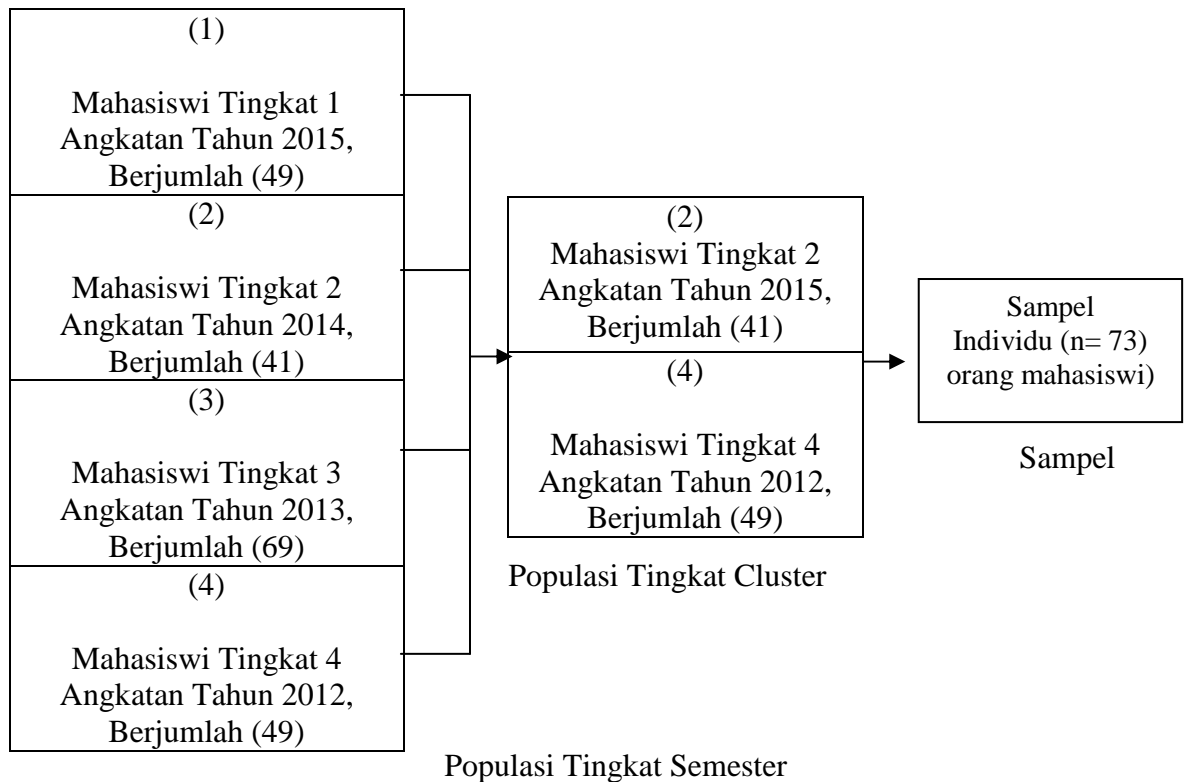 (1)
Mahasiswi Tingkat 1
Angkatan Tahun 2015,
Berjumlah (49)
(2)
Mahasiswi Tingkat 2
Angkatan Tahun 2014,
Berjumlah (41)
(3)
Mahasiswi Tingkat 3
Angkatan Tahun 2013,
Berjumlah (69)
(4)
Mahasiswi Tingkat 4
Angkatan Tahun 2012,
Berjumlah (49)
Populasi Tingkat Semester
(2)
Mahasiswi Tingkat 2
Angkatan Tahun 2015,
Berjumlah (41)
(4)
Mahasiswi Tingkat 4
Angkatan Tahun 2012,
Berjumlah (49)
Populasi Tingkat Cluster
Sampel
Individu (n= 73)
orang mahasiswi)
Sampel